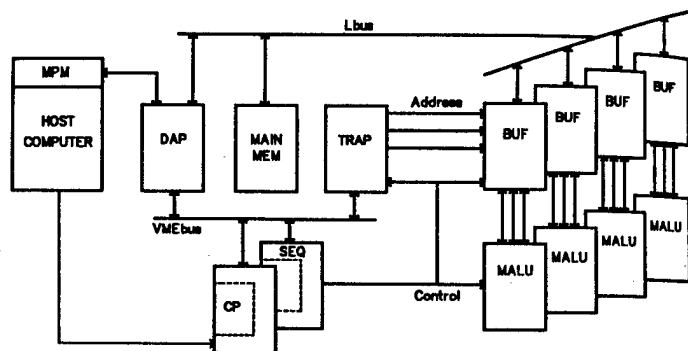 Lbus
MPM
HOST
COMPUTER
DAP
MAIN
MEM
TRAP
Address
BUF
BUF
BUF
BUF
VMEbus
SEQ
CP
Control
MALU
MALU
MALU
MALU